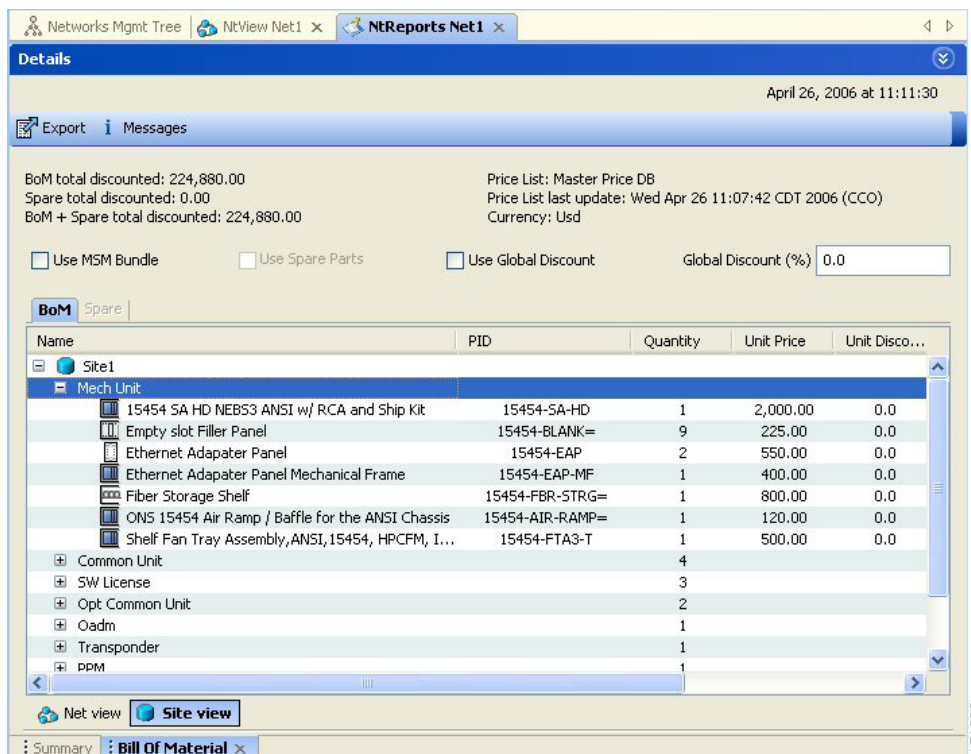 Networks Mgmt Tree NtView Net1 NtReports Net1
Details
April 26, 2006 at 11:11:30
Export Messages
BoM total discounted: 224,880.00 Price List: Master Price DB
Spare total discounted: 0.00 Price List last update: Wed Apr 26 11:07:42 CDT 2006 (CCO)
BoM + Spare total discounted: 224,880.00 Currency: Usd
Use MSM Bundle Use Spare Parts Use Global Discount Global Discount (%) 0.0
BoM Spare
Name PID Quantity Unit Price Unit Disco...
Site1
Mech Unit
15454 SA HD NEBS3 ANSI w/ RCA and Ship Kit 15454-SA-HD 1 2,000.00 0.0
Empty slot Filler Panel 15454-BLANK= 9 225.00 0.0
Ethernet Adapater Panel 15454-EAP 2 550.00 0.0
Ethernet Adapater Panel Mechanical Frame 15454-EAP-MF 1 400.00 0.0
Fiber Storage Shelf 15454-FBR-STRG= 1 800.00 0.0
ONS 15454 Air Ramp / Baffle for the ANSI Chassis 15454-AIR-RAMP= 1 120.00 0.0
Shelf Fan Tray Assembly,ANSI,15454, HPCFM, I... 15454-FTA3-T 1 500.00 0.0
Common Unit 4
SW License 3
Opt Common Unit 2
Oadm 1
Transponder 1
PPM 1
Net view Site view
Summary Bill Of Material